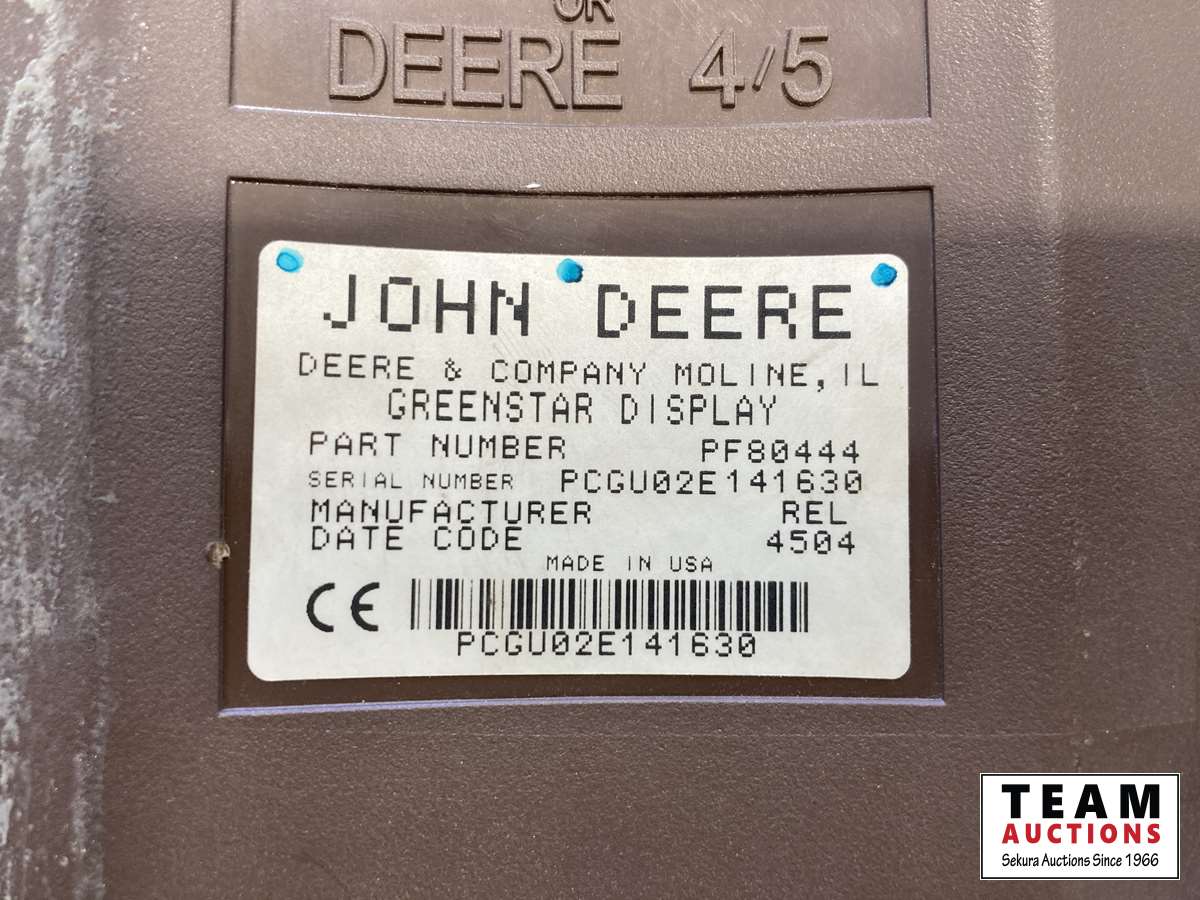 OR
DEERE 4/5
JOHN DEERE
DEERE & COMPANY MOLINE, IL
GREENSTAR DISPLAY
PART NUMBER PF80444
SERIAL NUMBER PCGU02E141630
MANUFACTURER REL
DATE CODE 4504
MADE IN USA
CE
PCGU02E141630
TEAM
AUCTIONS
Sekura Auctions Since 1966